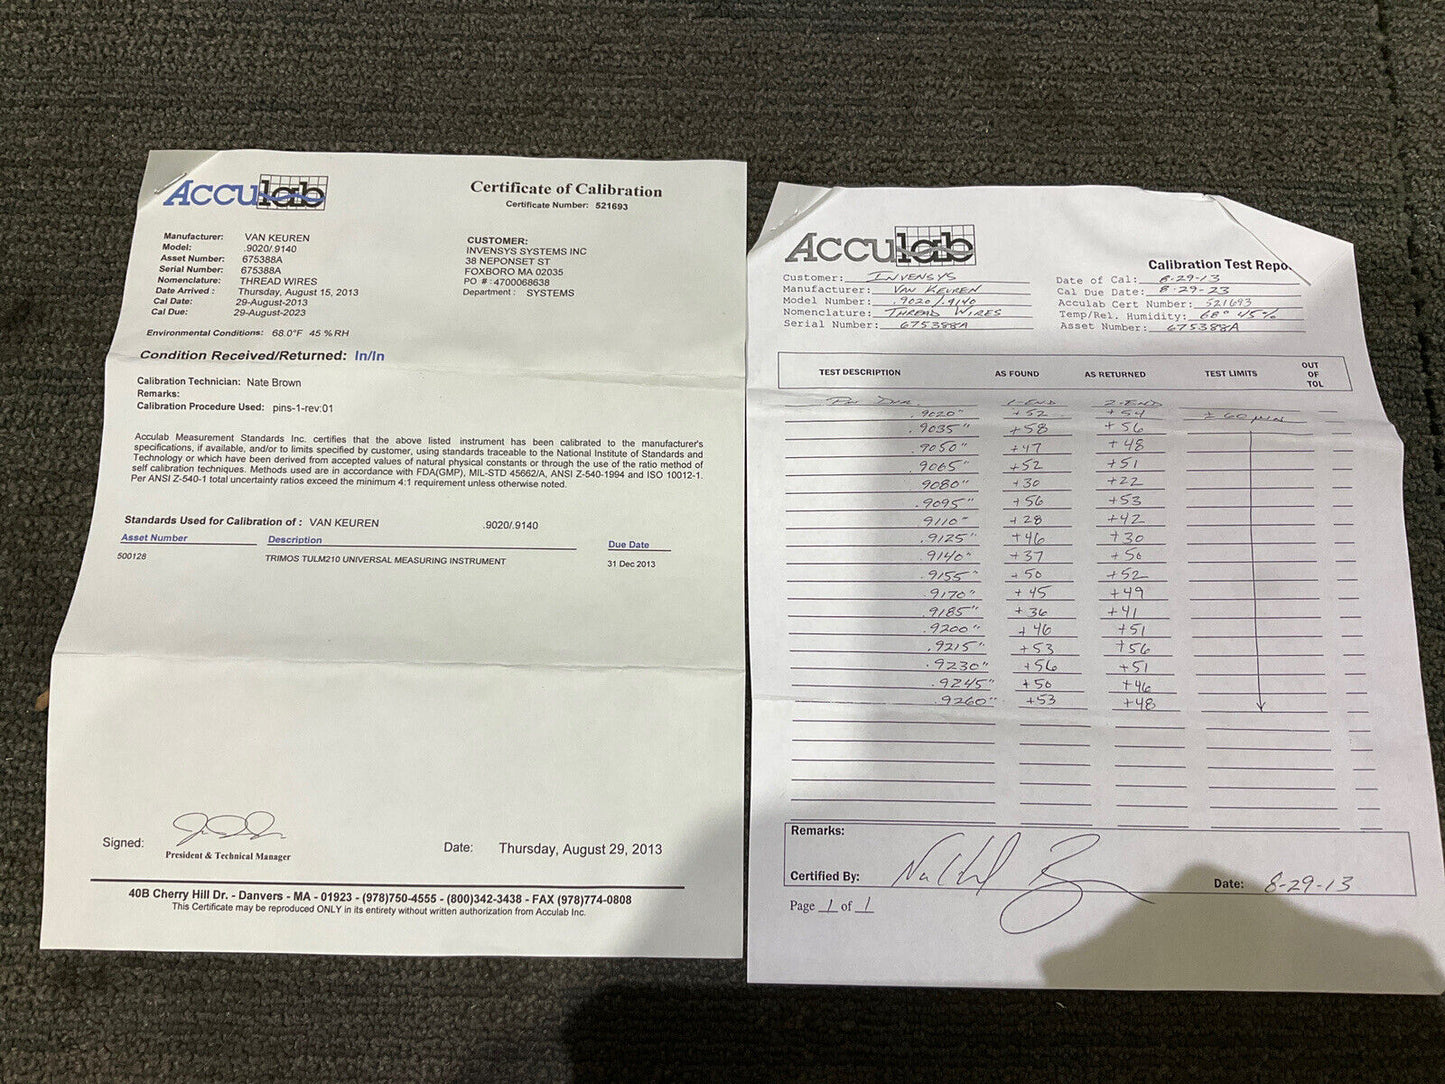 Acculab
Certificate of Calibration
Certificate Number: 521693
Manufacturer: VAN KEUREN
Model: .9020/.9140
Asset Number: 675388A
Serial Number: 675388A
Nomenclature: THREAD WIRES
Date Arrived: Thursday, August 15, 2013
Cal Date: 29-August-2013
Cal Due: 29-August-2023
CUSTOMER:
INVENSYS SYSTEMS INC
38 NEPONSET ST
FOXBORO MA 02035
PO #: 4700068638
Department: SYSTEMS
Environmental Conditions: 68.0°F 45 % RH
Condition Received/Returned: In/In
Calibration Technician: Nate Brown
Remarks:
Calibration Procedure Used: pins-1-rev:01
Acculab Measurement Standards Inc. certifies that the above listed instrument has been calibrated to the manufacturer's
specifications, if available, and/or to limits specified by customer, using standards traceable to the National Institute of Standards and
Technology or which have been derived from accepted values of natural physical constants or through the use of the ratio method of
self calibration techniques. Methods used are in accordance with FDA(GMP), MIL-STD 45662/A, ANSI Z-540-1994 and ISO 10012-1.
Per ANSI Z-540-1 total uncertainty ratios exceed the minimum 4:1 requirement unless otherwise noted.
Standards Used for Calibration of : VAN KEUREN .9020/.9140
Asset Number Description Due Date
500128 TRIMOS TULM210 UNIVERSAL MEASURING INSTRUMENT 31 Dec 2013
Signed:
President & Technical Manager
Date: Thursday, August 29, 2013
40B Cherry Hill Dr. - Danvers - MA - 01923 - (978)750-4555 - (800)342-3438 - FAX (978)774-0808
This Certificate may be reproduced ONLY in its entirety without written authorization from Acculab Inc.
Acculab
Calibration Test Repo
Customer: INVENSYS
Manufacturer: VAN KEUREN
Model Number: .9020/.9140
Nomenclature: THREAD WIRES
Serial Number: 675388A
Date of Cal: 8-29-13
Cal Due Date: 8-29-23
Acculab Cert Number: 521693
Temp/Rel. Humidity: 68° 45%
Asset Number: 675388A
TEST DESCRIPTION AS FOUND AS RETURNED TEST LIMITS OUT OF TOL
Pin Dia. 1-END 2-END
.9020" +52 +54 ± 60 µin
.9035" +58 +56
.9050" +47 +48
.9065" +52 +51
.9080" +30 +22
.9095" +56 +53
.9110" +28 +42
.9125" +46 +30
.9140" +37 +50
.9155" +50 +52
.9170" +45 +49
.9185" +36 +41
.9200" +46 +51
.9215" +53 +56
.9230" +56 +51
.9245" +50 +46
.9260" +53 +48
Remarks:
Certified By:
Date: 8-29-13
Page 1 of 1